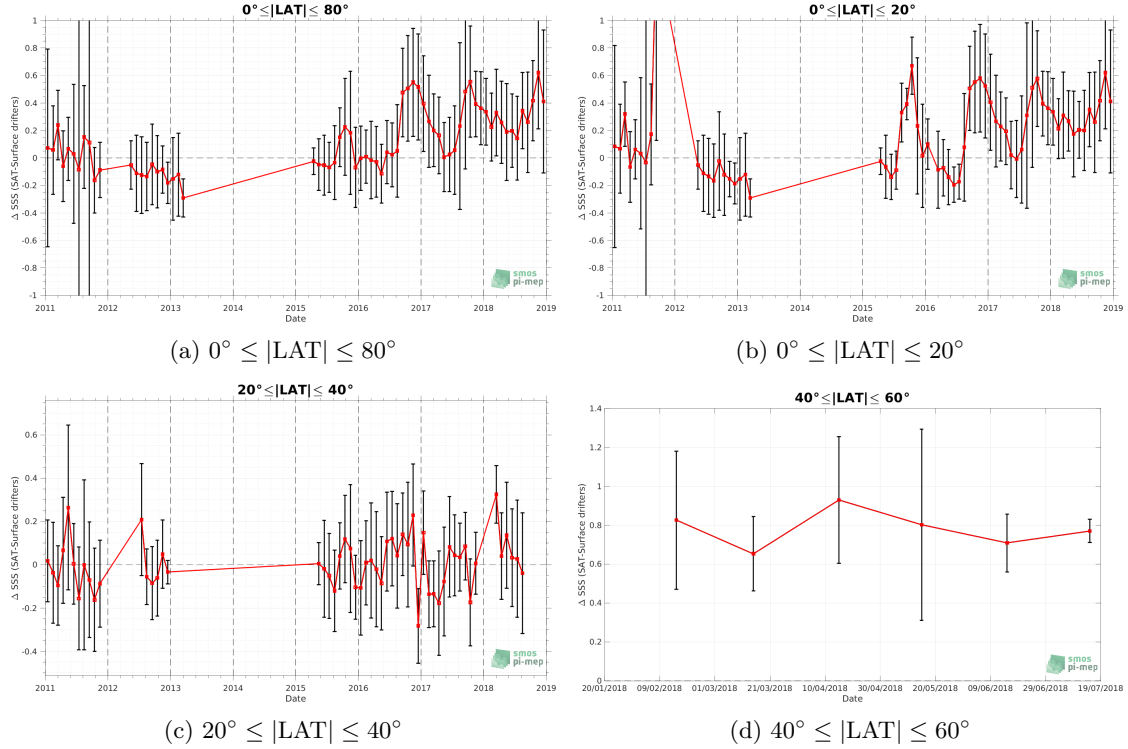 0°≤|LAT|≤ 80°
Δ SSS (SAT-Surface drifters)
1
0.8
0.6
0.4
0.2
0
-0.2
-0.4
-0.6
-0.8
-1
2011 2012 2013 2014 2015 2016 2017 2018 2019
Date
smos
pi-mep
(a) 0° ≤ |LAT| ≤ 80°
0°≤|LAT|≤ 20°
Δ SSS (SAT-Surface drifters)
1
0.8
0.6
0.4
0.2
0
-0.2
-0.4
-0.6
-0.8
-1
2011 2012 2013 2014 2015 2016 2017 2018 2019
Date
smos
pi-mep
(b) 0° ≤ |LAT| ≤ 20°
20°≤|LAT|≤ 40°
Δ SSS (SAT-Surface drifters)
0.6
0.4
0.2
0
-0.2
-0.4
2011 2012 2013 2014 2015 2016 2017 2018 2019
Date
smos
pi-mep
(c) 20° ≤ |LAT| ≤ 40°
40°≤|LAT|≤ 60°
Δ SSS (SAT-Surface drifters)
1.4
1.2
1
0.8
0.6
0.4
0.2
0
20/01/2018 09/02/2018 01/03/2018 21/03/2018 10/04/2018 30/04/2018 20/05/2018 09/06/2018 29/06/2018 19/07/2018
Date
smos
pi-mep
(d) 40° ≤ |LAT| ≤ 60°